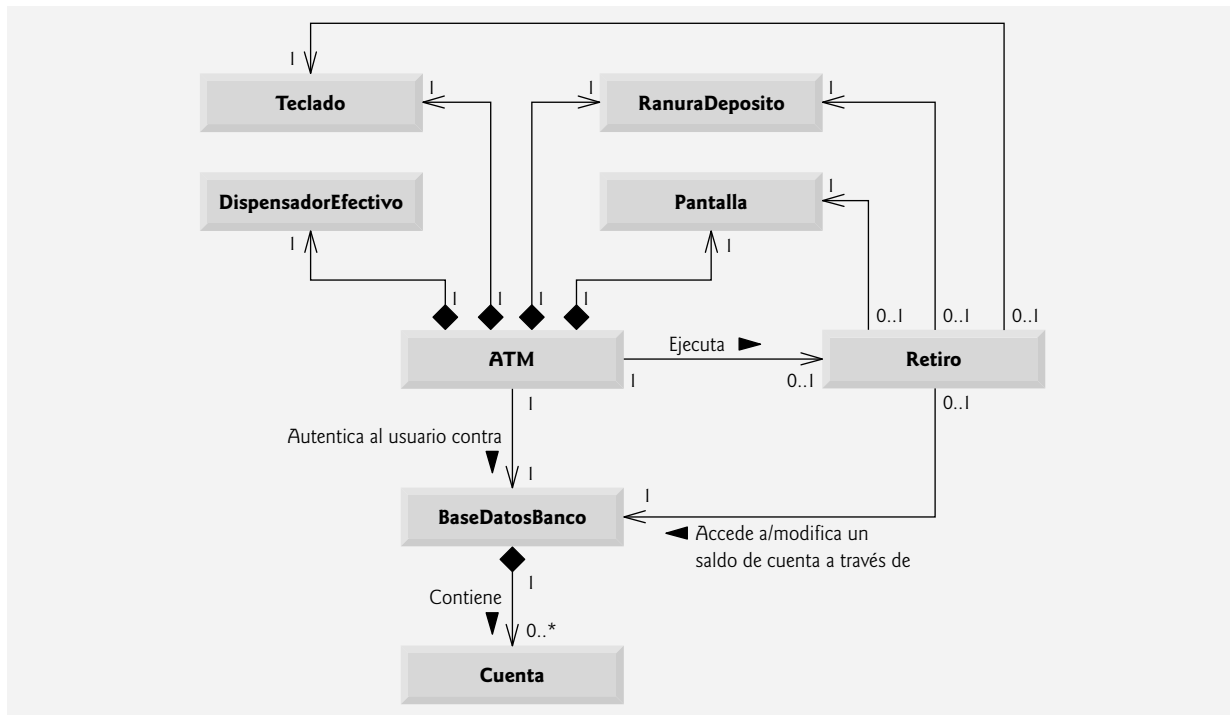 1
1
1
1
Teclado
RanuraDeposito
1
1
DispensadorEfectivo
Pantalla
1
1
1
1
1
1
0..1
0..1
0..1
ATM
Ejecuta
Retiro
1
0..1
1
0..1
Autentica al usuario contra
1
1
BaseDatosBanco
Accede a/modifica un
saldo de cuenta a través de
1
Contiene
0..*
Cuenta